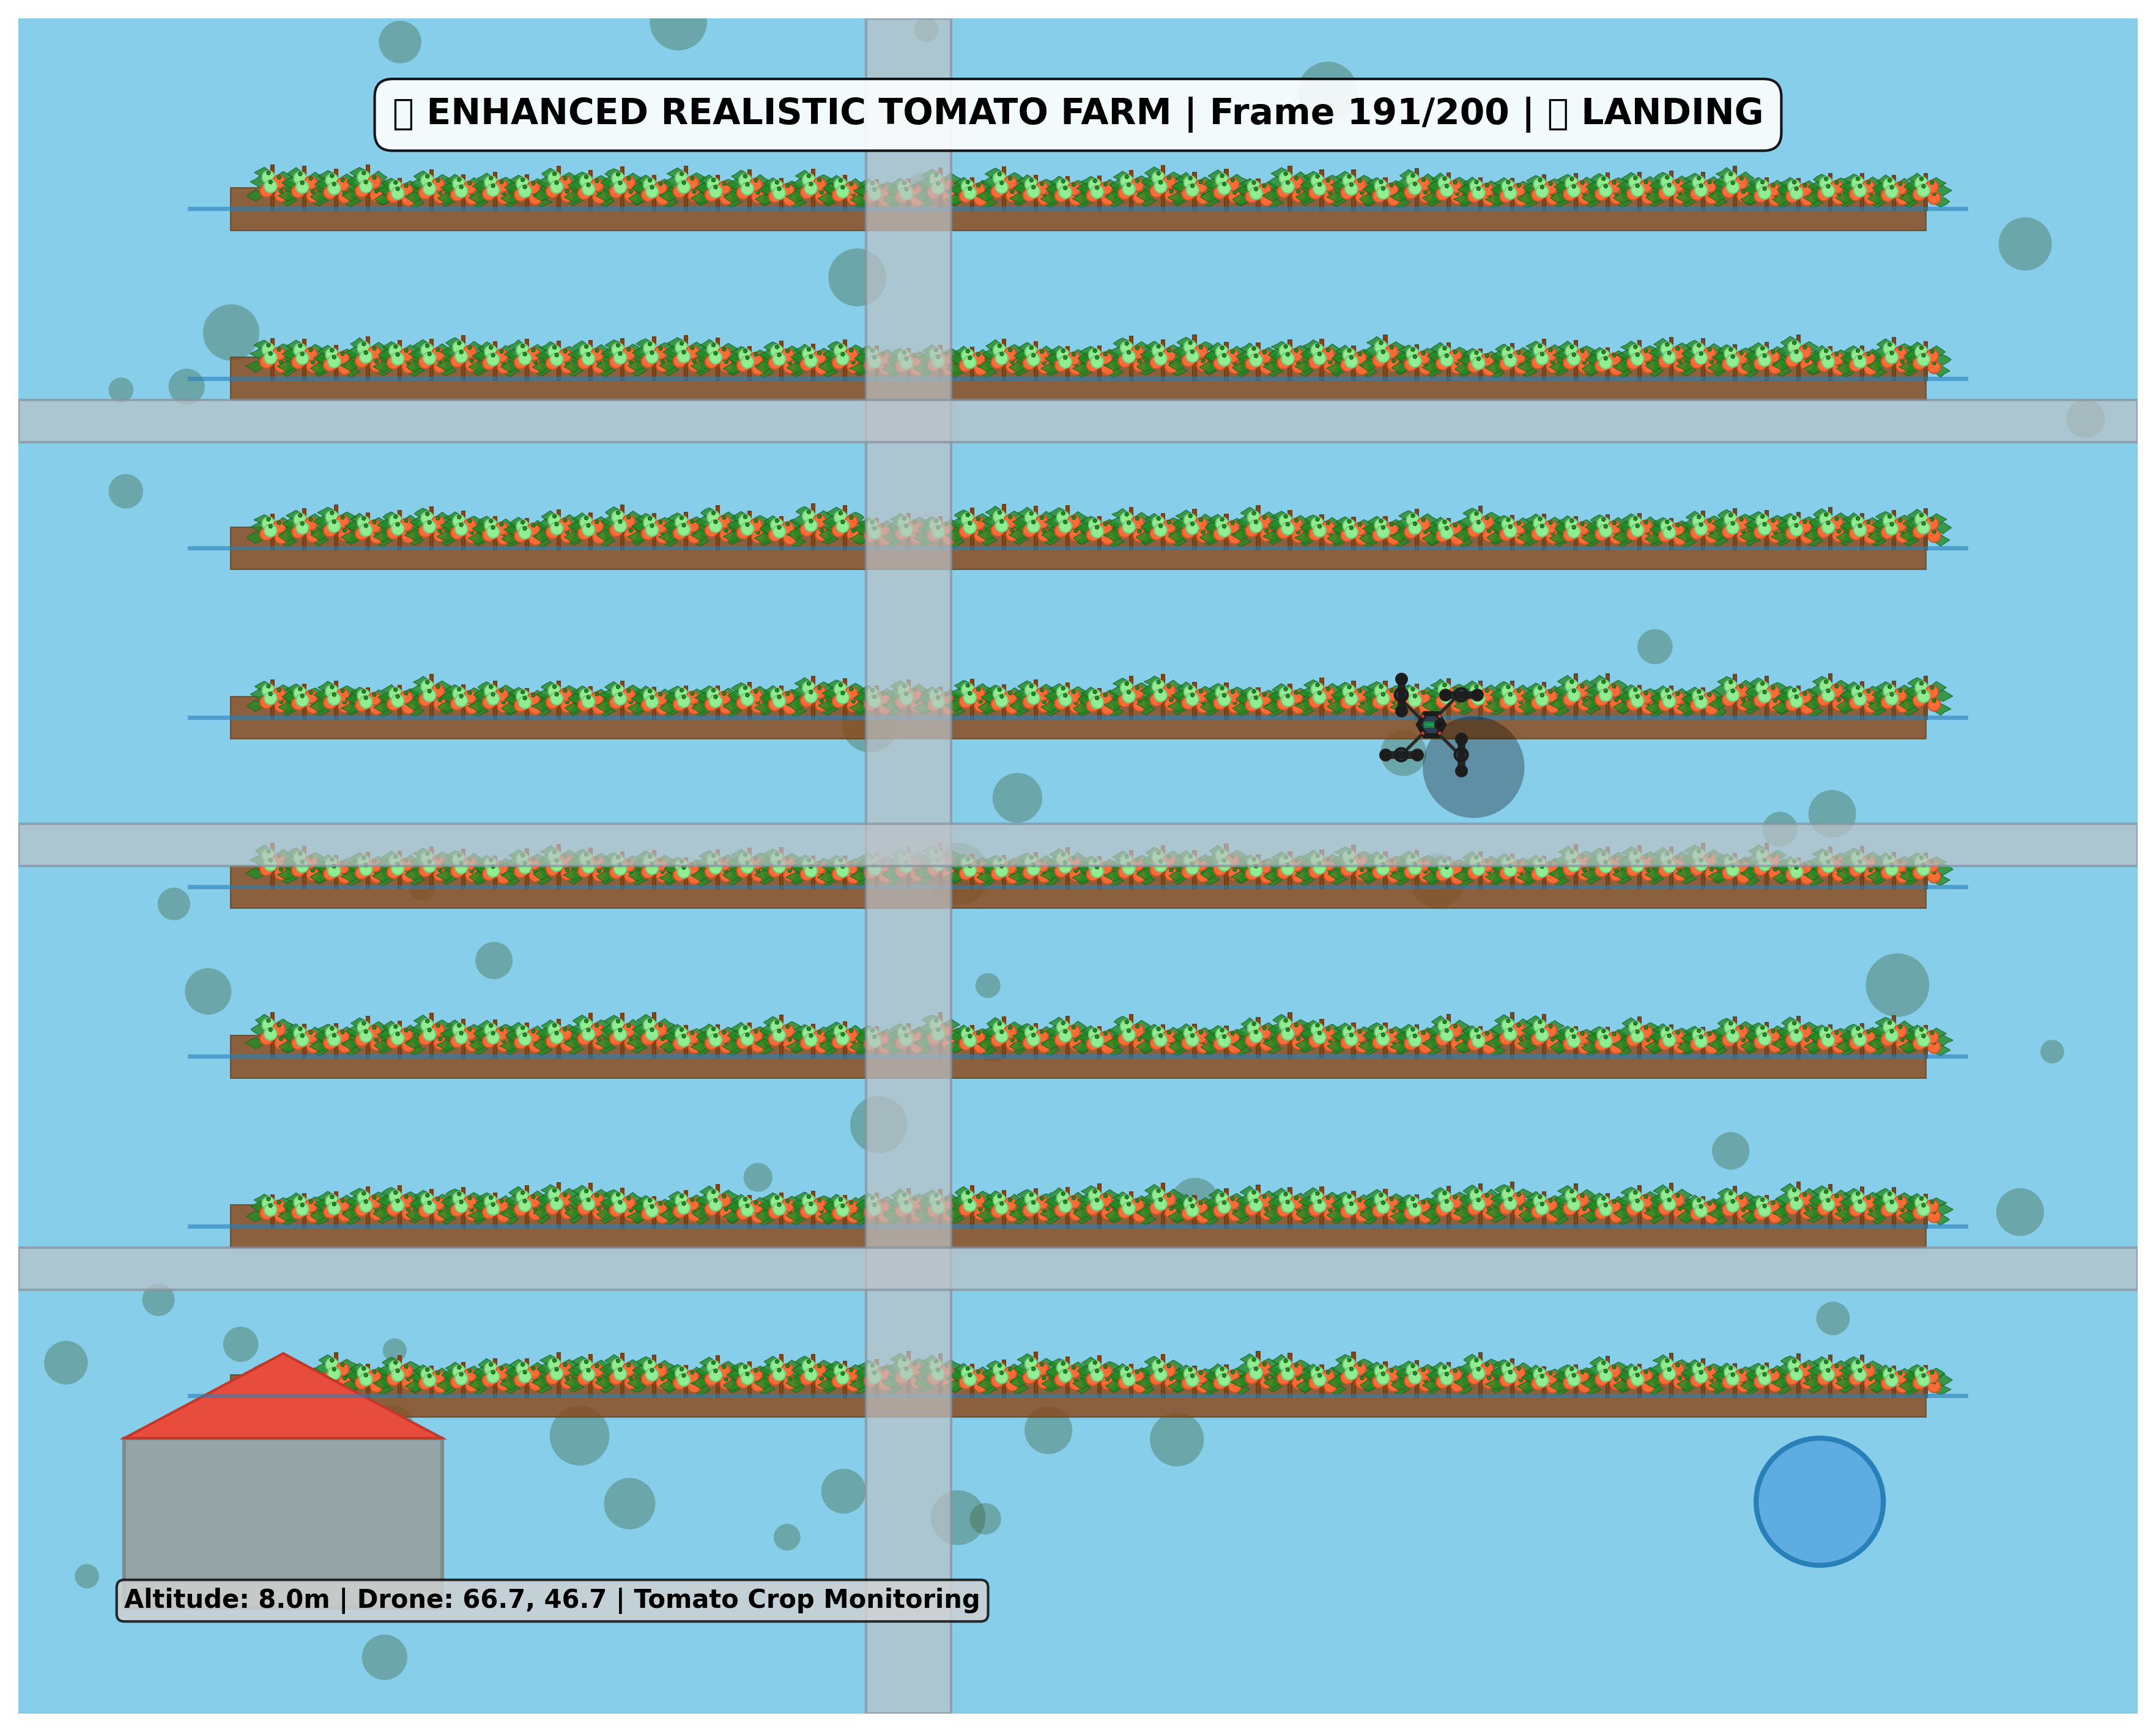 ▯ ENHANCED REALISTIC TOMATO FARM | Frame 191/200 | ▯ LANDING
Altitude: 8.0m | Drone: 66.7, 46.7 | Tomato Crop Monitoring